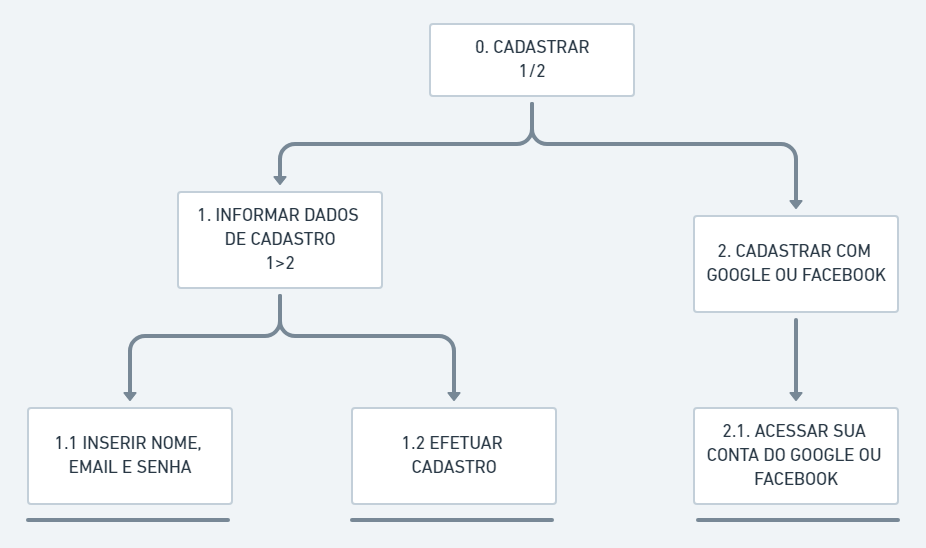 0. CADASTRAR
1/2
1. INFORMAR DADOS
DE CADASTRO
1>2
2. CADASTRAR COM
GOOGLE OU FACEBOOK
1.1 INSERIR NOME,
EMAIL E SENHA
1.2 EFETUAR
CADASTRO
2.1. ACESSAR SUA
CONTA DO GOOGLE OU
FACEBOOK